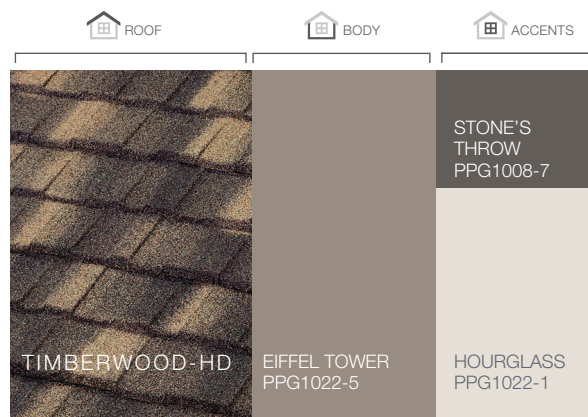 ROOF
BODY
ACCENTS
STONE'S
THROW
PPG1008-7
TIMBERWOOD-HD
EIFFEL TOWER
PPG1022-5
HOURGLASS
PPG1022-1